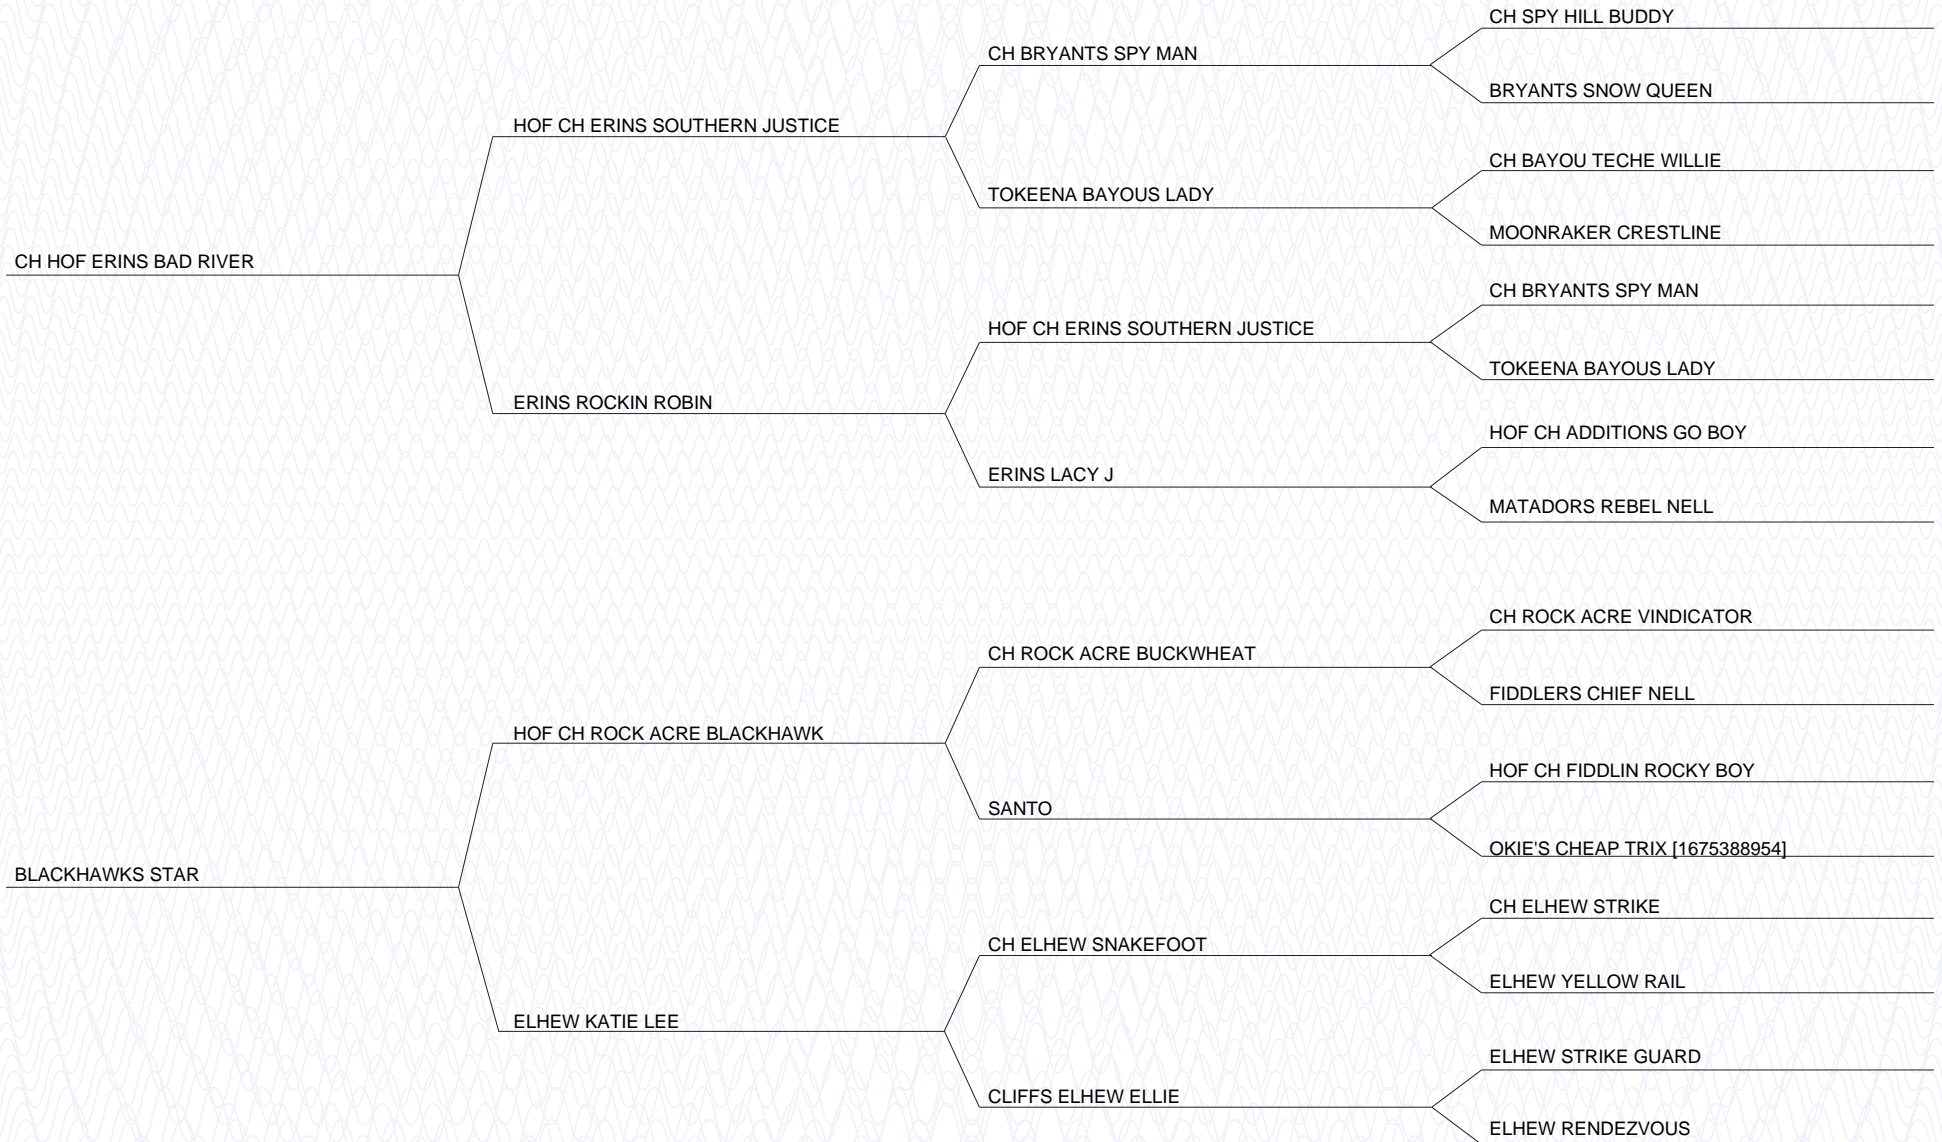 CH SPY HILL BUDDY
CH BRYANTS SPY MAN
BRYANTS SNOW QUEEN
HOF CH ERINS SOUTHERN JUSTICE
CH BAYOU TECHE WILLIE
TOKEENA BAYOUS LADY
MOONRAKER CRESTLINE
CH HOF ERINS BAD RIVER
CH BRYANTS SPY MAN
HOF CH ERINS SOUTHERN JUSTICE
TOKEENA BAYOUS LADY
ERINS ROCKIN ROBIN
HOF CH ADDITIONS GO BOY
ERINS LACY J
MATADORS REBEL NELL
CH ROCK ACRE VINDICATOR
CH ROCK ACRE BUCKWHEAT
FIDDLERS CHIEF NELL
HOF CH ROCK ACRE BLACKHAWK
HOF CH FIDDLIN ROCKY BOY
SANTO
OKIE'S CHEAP TRIX [1675388954]
BLACKHAWKS STAR
CH ELHEW STRIKE
CH ELHEW SNAKEFOOT
ELHEW YELLOW RAIL
ELHEW KATIE LEE
ELHEW STRIKE GUARD
CLIFFS ELHEW ELLIE
ELHEW RENDEZVOUS